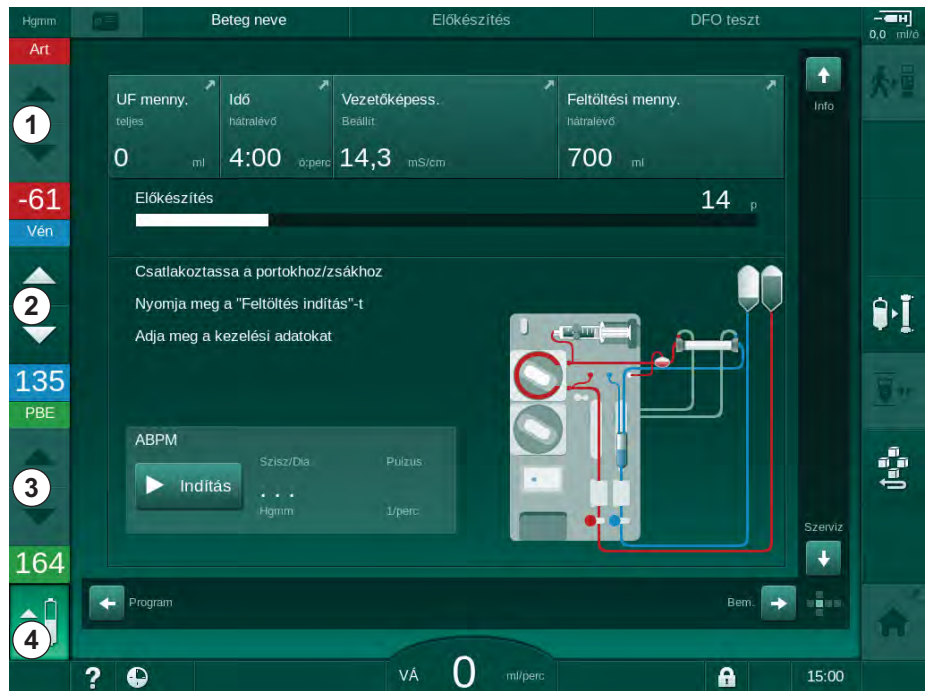 Hgmm
Beteg neve
Előkészítés
DFO teszt
0,0 ml/ó
Art
1
-61
Vén
2
135
PBE
3
164
4
UF menny.
teljes
0 ml
Idő
hátralévő
4:00 ó:perc
Vezetőképess.
Beállít
14,3 mS/cm
Feltöltési menny.
hátralévő
700 ml
Info
Előkészítés
14 p
Csatlakoztassa a portokhoz/zsákhoz
Nyomja meg a "Feltöltés indítás"-t
Adja meg a kezelési adatokat
ABPM
Indítás
Szisz/Dia
. . .
Hgmm
Pulzus
1/perc
Szerviz
Program
Bem.
?
VÁ 0 ml/perc
15:00